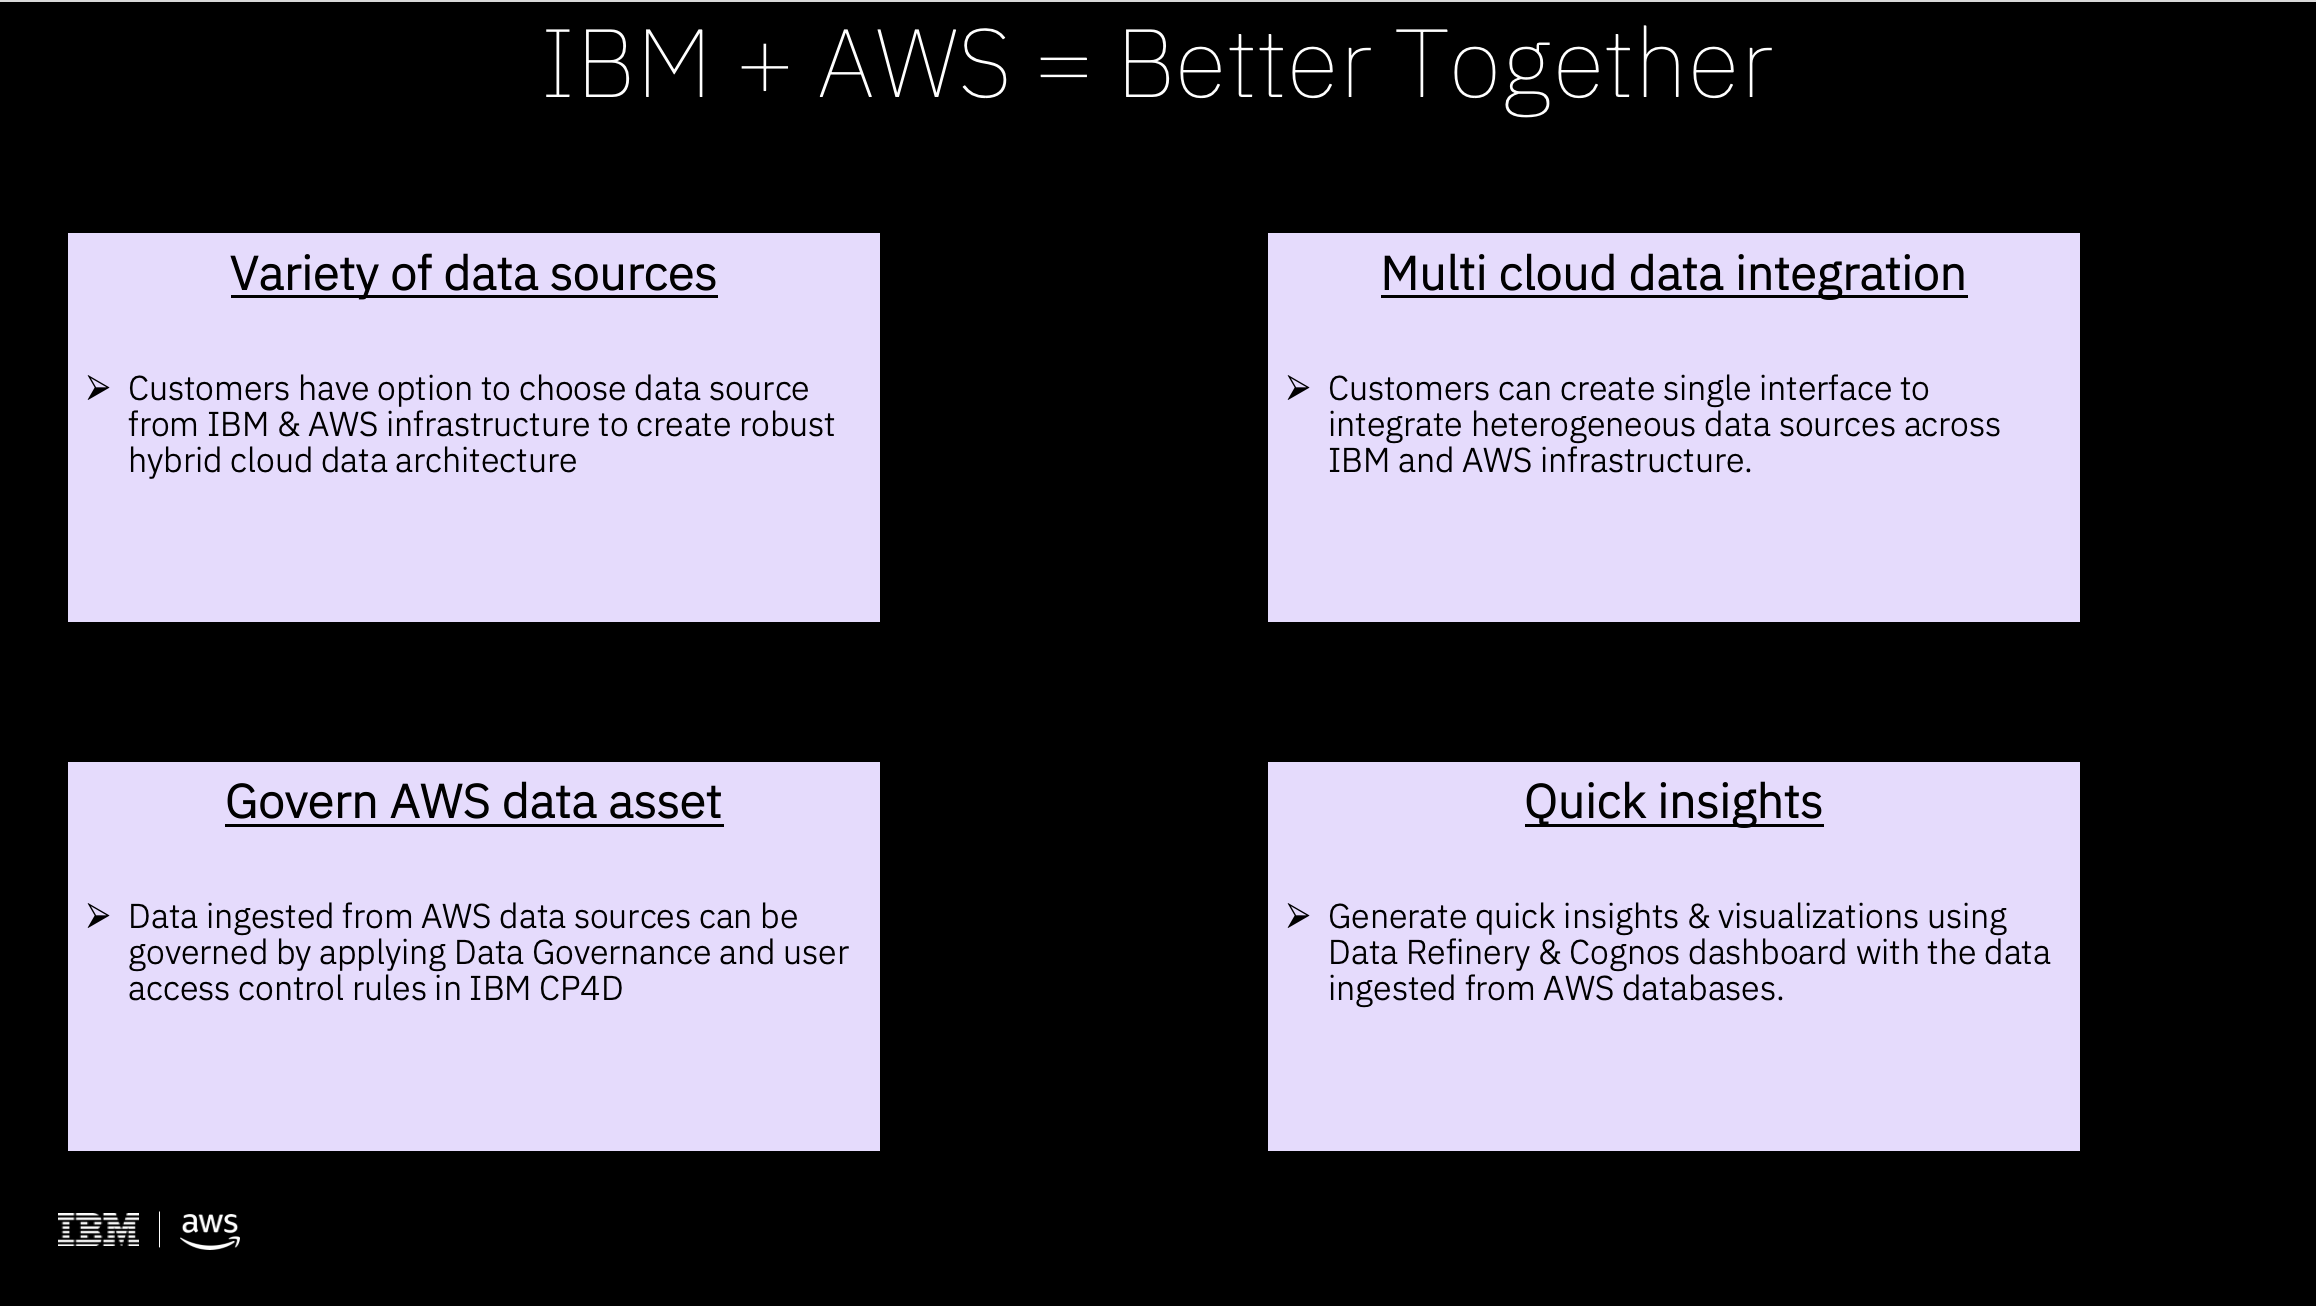 IBM + AWS = Better Together
Variety of data sources
➢ Customers have option to choose data source
from IBM & AWS infrastructure to create robust
hybrid cloud data architecture
Multi cloud data integration
➢ Customers can create single interface to
integrate heterogeneous data sources across
IBM and AWS infrastructure.
Govern AWS data asset
➢ Data ingested from AWS data sources can be
governed by applying Data Governance and user
access control rules in IBM CP4D
Quick insights
➢ Generate quick insights & visualizations using
Data Refinery & Cognos dashboard with the data
ingested from AWS databases.
IBM | aws